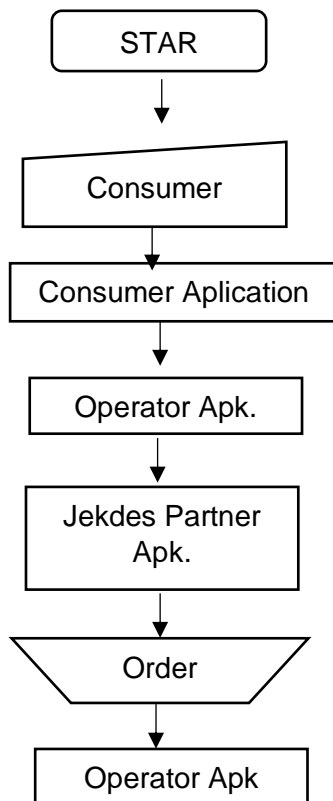 STAR
Consumer
Consumer Aplication
Operator Apk.
Jekdes Partner
Apk.
Order
Operator Apk